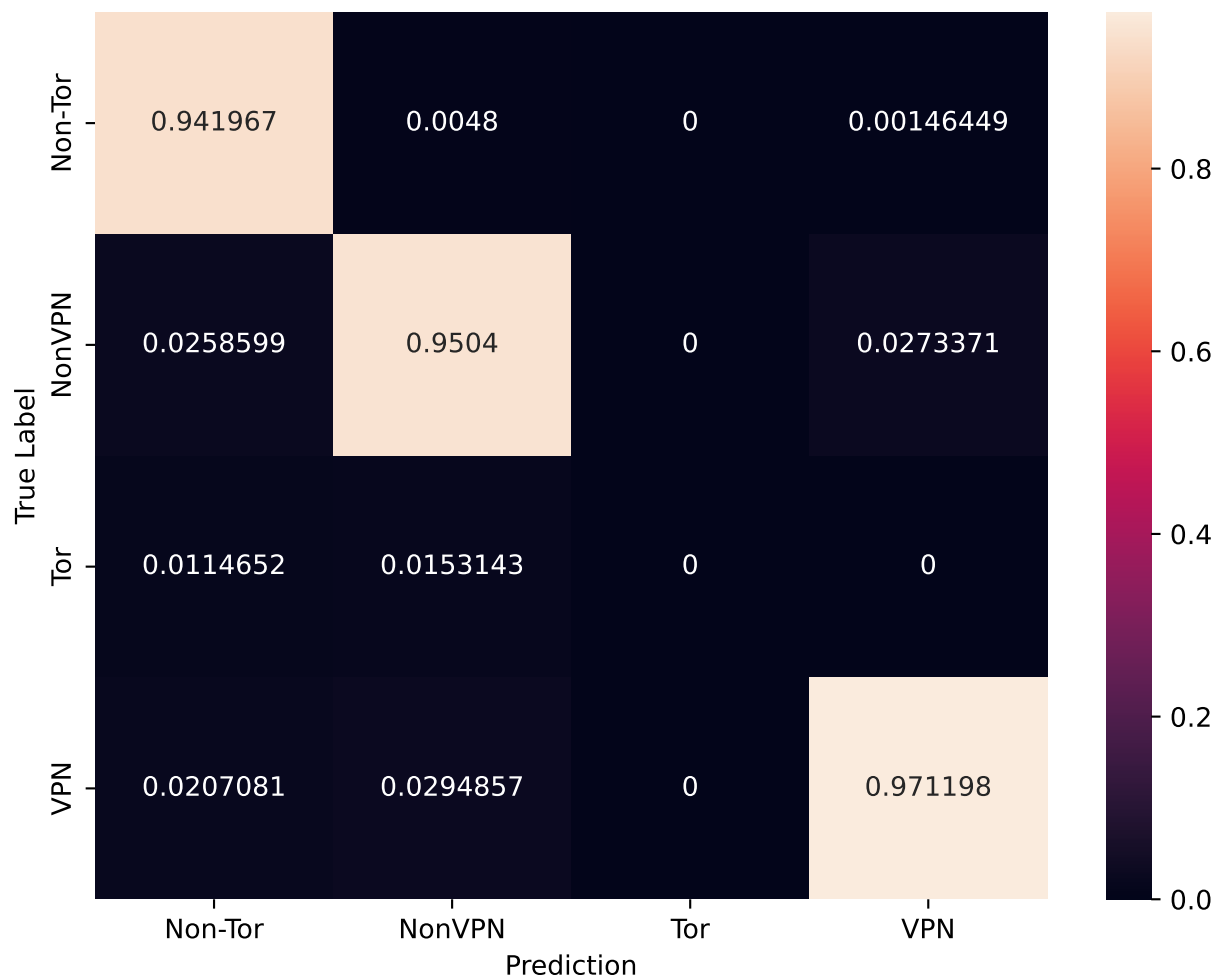 Non-Tor 0.941967 0.0048 0 0.00146449
NonVPN 0.0258599 0.9504 0 0.0273371
Tor 0.0114652 0.0153143 0 0
VPN 0.0207081 0.0294857 0 0.971198
True Label
Non-Tor NonVPN Tor VPN
Prediction
0.8
0.6
0.4
0.2
0.0